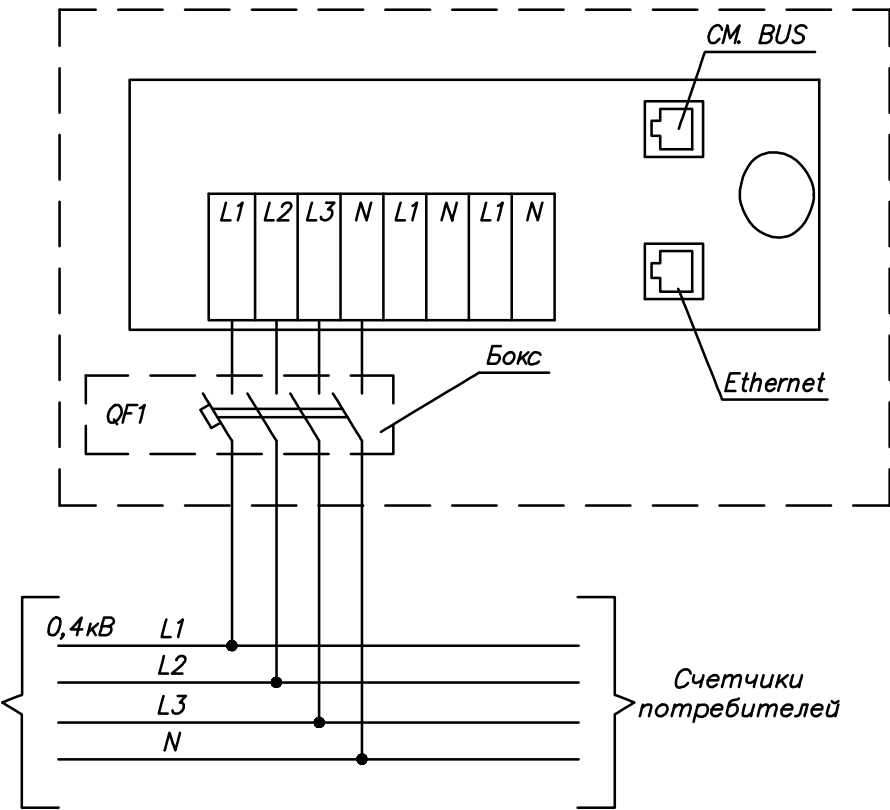 СМ. BUS
L1 L2 L3 N L1 N L1 N
Бокс
Ethernet
QF1
0,4кВ L1
L2
L3
N
Счетчики
потребителей